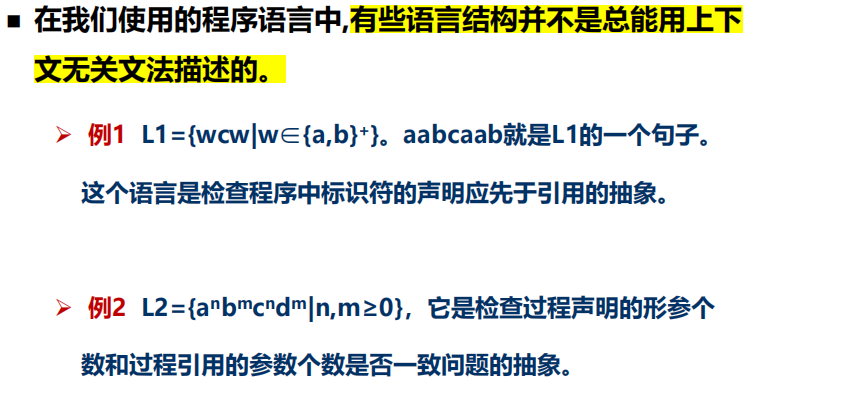 ■ 在我们使用的程序语言中,有些语言结构并不是总能用上下
文无关文法描述的。
➢ 例1 L1={wcw|w∈{a,b}⁺}。aabcaab就是L1的一个句子。
这个语言是检查程序中标识符的声明应先于引用的抽象。
➢ 例2 L2={aⁿbᵐcⁿdᵐ|n,m≥0}，它是检查过程声明的形参个
数和过程引用的参数个数是否一致问题的抽象。